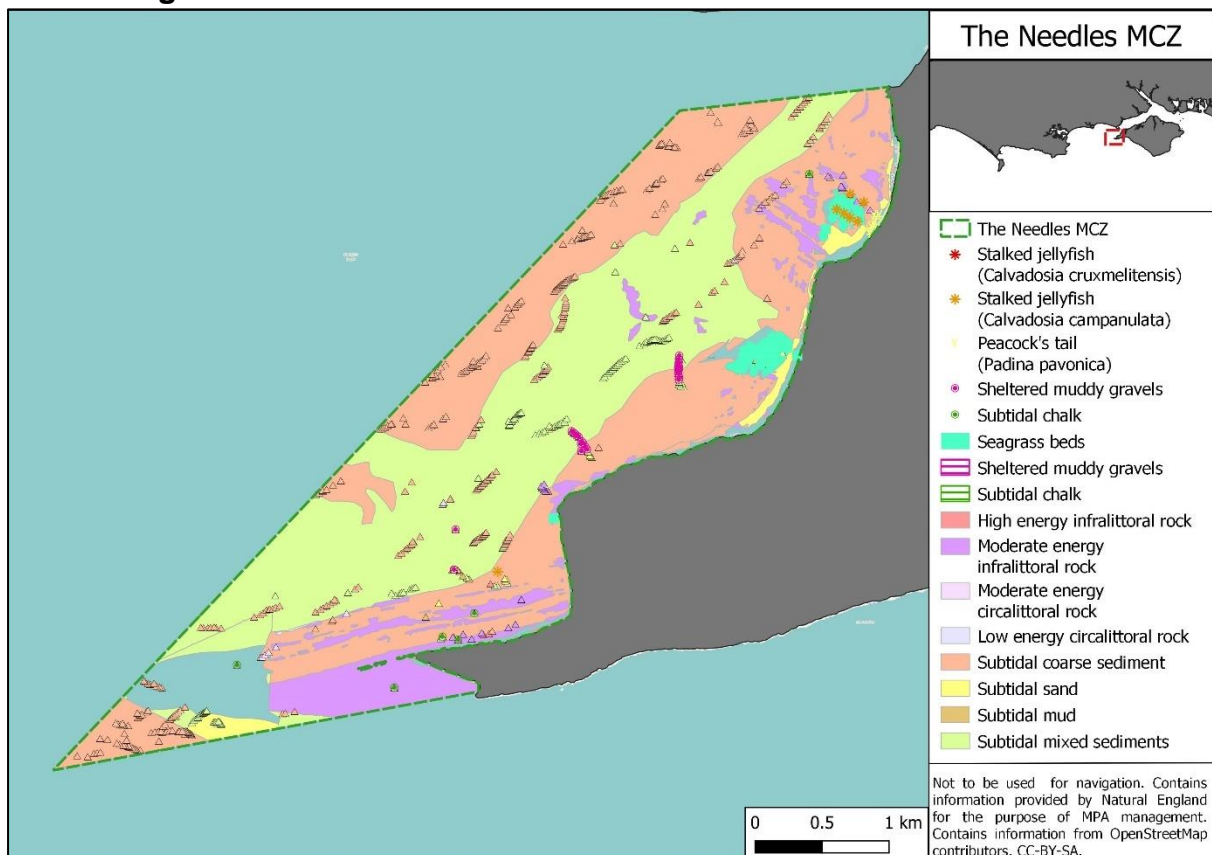 The Needles MCZ
The Needles MCZ
Stalked jellyfish
(Calvadosia cruxmelitensis)
Stalked jellyfish
(Calvadosia campanulata)
Peacock's tail
(Padina pavonica)
Sheltered muddy gravels
Subtidal chalk
Seagrass beds
Sheltered muddy gravels
Subtidal chalk
High energy infralittoral rock
Moderate energy
infralittoral rock
Moderate energy
circalittoral rock
Low energy circalittoral rock
Subtidal coarse sediment
Subtidal sand
Subtidal mud
Subtidal mixed sediments
0 0.5 1 km
Not to be used for navigation. Contains
information provided by Natural England
for the purpose of MPA management.
Contains information from OpenStreetMap
contributors, CC-BY-SA.